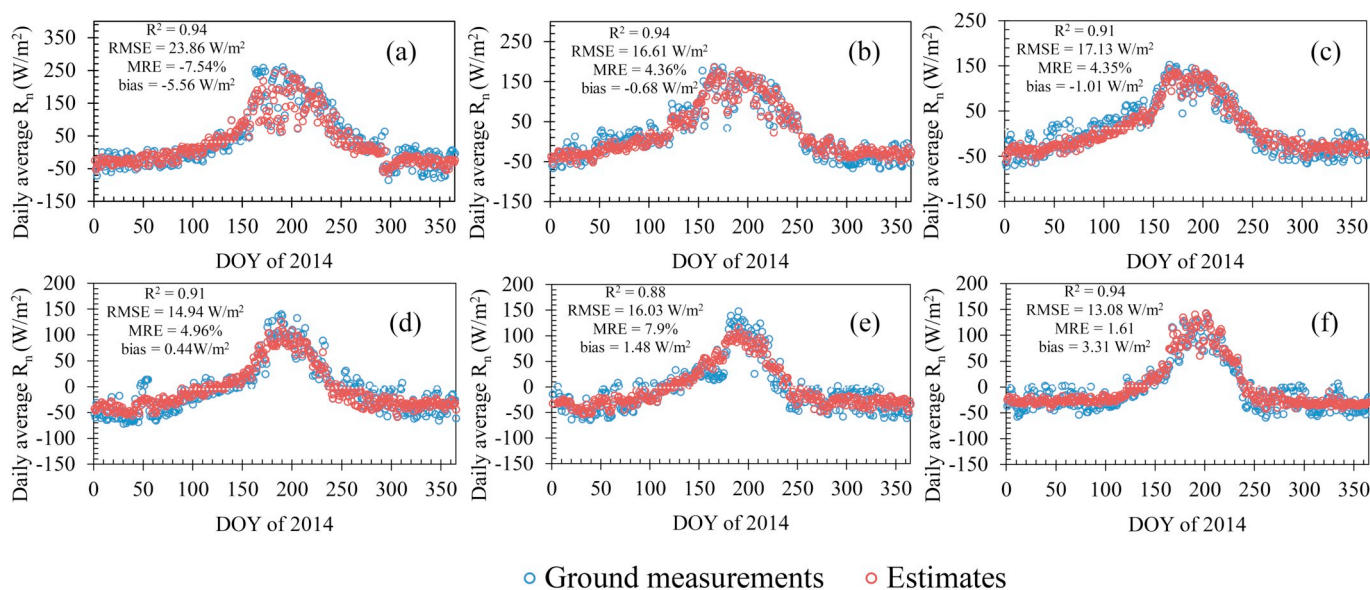 Daily average Rn (W/m²)
350
250
150
50
-50
-150
R² = 0.94
RMSE = 23.86 W/m²
MRE = -7.54%
bias = -5.56 W/m²
(a)
0 50 100 150 200 250 300 350
DOY of 2014
Daily average Rn (W/m²)
250
150
50
-50
-150
R² = 0.94
RMSE = 16.61 W/m²
MRE = 4.36%
bias = -0.68 W/m²
(b)
0 50 100 150 200 250 300 350
DOY of 2014
Daily average Rn (W/m²)
250
150
50
-50
-150
R² = 0.91
RMSE = 17.13 W/m²
MRE = 4.35%
bias = -1.01 W/m²
(c)
0 50 100 150 200 250 300 350
DOY of 2014
Daily average Rn (W/m²)
200
150
100
50
0
-50
-100
-150
R² = 0.91
RMSE = 14.94 W/m²
MRE = 4.96%
bias = 0.44W/m²
(d)
0 50 100 150 200 250 300 350
DOY of 2014
Daily average Rn (W/m²)
200
150
100
50
0
-50
-100
-150
R² = 0.88
RMSE = 16.03 W/m²
MRE = 7.9%
bias = 1.48 W/m²
(e)
0 50 100 150 200 250 300 350
DOY of 2014
Daily average Rn (W/m²)
200
150
100
50
0
-50
-100
-150
R² = 0.94
RMSE = 13.08 W/m²
MRE = 1.61
bias = 3.31 W/m²
(f)
0 50 100 150 200 250 300 350
DOY of 2014
Ground measurements
Estimates